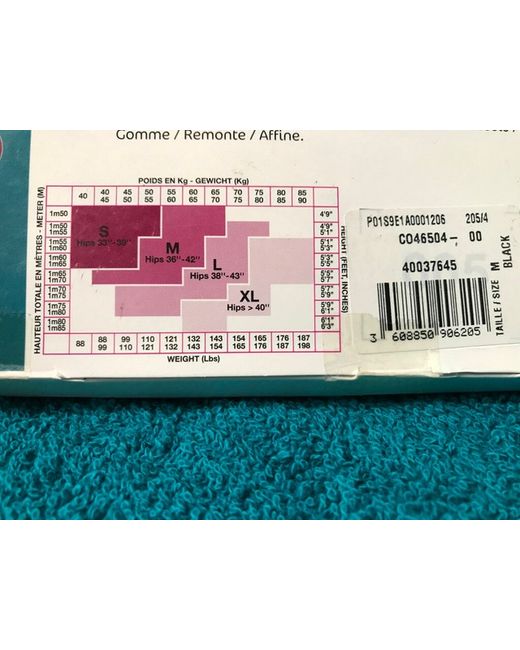 Gomme / Remonte / Affine.
POIDS EN Kg - GEWICHT (Kg)
40 40 45 50 55 60 65 70 75 80 85
45 50 55 60 65 70 75 80 85 90
HAUTEUR TOTALE EN MÈTRES - METER (M)
HEIGHT (FEET, INCHES)
1m50 4'9"
1m50 4'9"
1m55 5'1"
1m55 5'1"
1m60 5'3"
1m60 5'3"
1m65 5'5"
1m65 5'5"
1m70 5'7"
1m70 5'7"
1m75 5'9"
1m75 5'9"
1m80 6'1"
1m80 6'1"
1m85 6'3"
S
Hips 33"-39"
M
Hips 36"-42"
L
Hips 38"-43"
XL
Hips > 40"
88 88 99 110 121 132 143 154 165 176 187
99 110 121 132 143 154 165 176 187 198
WEIGHT (Lbs)
P01S9E1A0001206 205/4
CO46504-, 00
40037645
3 608850 906205
TAILLE / SIZE M
BLACK